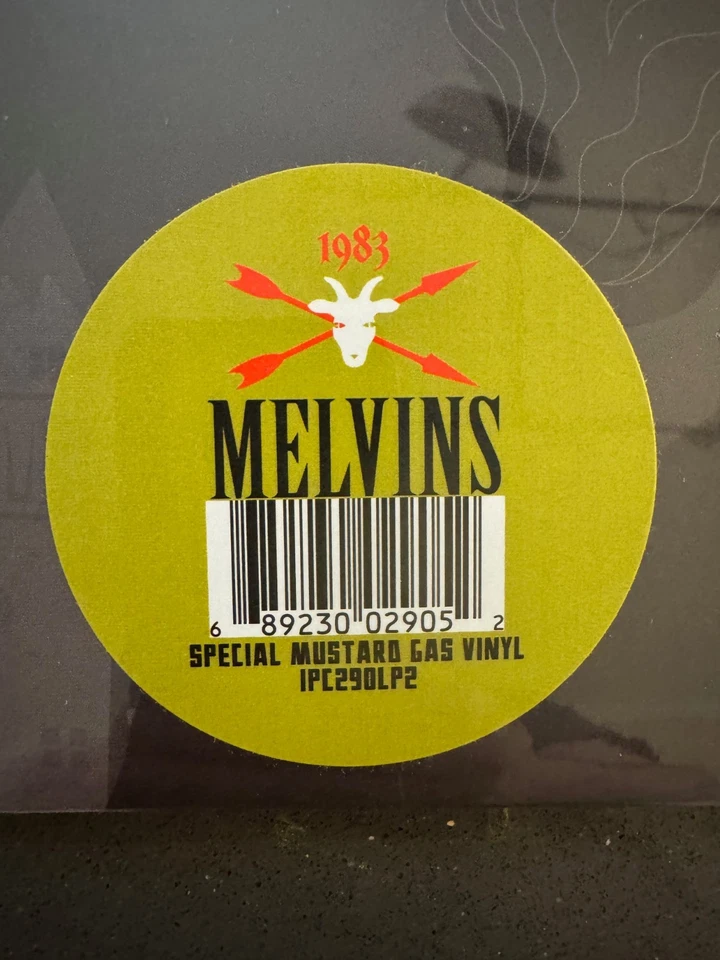 1983
MELVINS
6 89230 02905 2
SPECIAL MUSTARD GAS VINYL
IPC290LP2